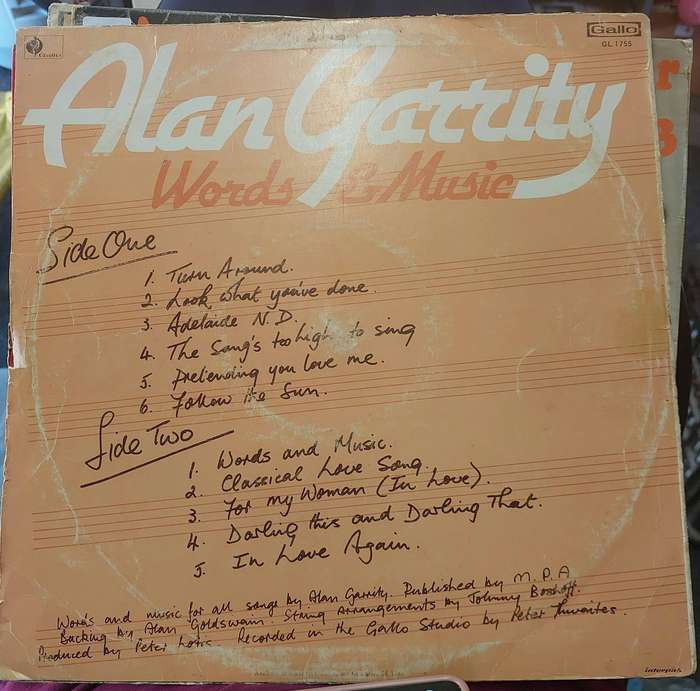 Gallo
GL 1755
Classics
Alan Garrity
Words & Music
Side One
1. Turn Around.
2. Look what you've done.
3. Adelaide N.D.
4. The Song's too high to sing
5. Pretending you love me.
6. Follow the Sun.
Side Two
1. Words and Music.
2. Classical Love Song.
3. For my Woman (In Love).
4. Darling this and Darling That.
5. In Love Again.
Words and music for all songs by Alan Garrity. Published by M.P.A
Backing by Alan Goldswain String Arrangements by Johnny Boshoff.
Produced by Peter Lotis. Recorded in the Gallo Studio by Peter Thwaites.